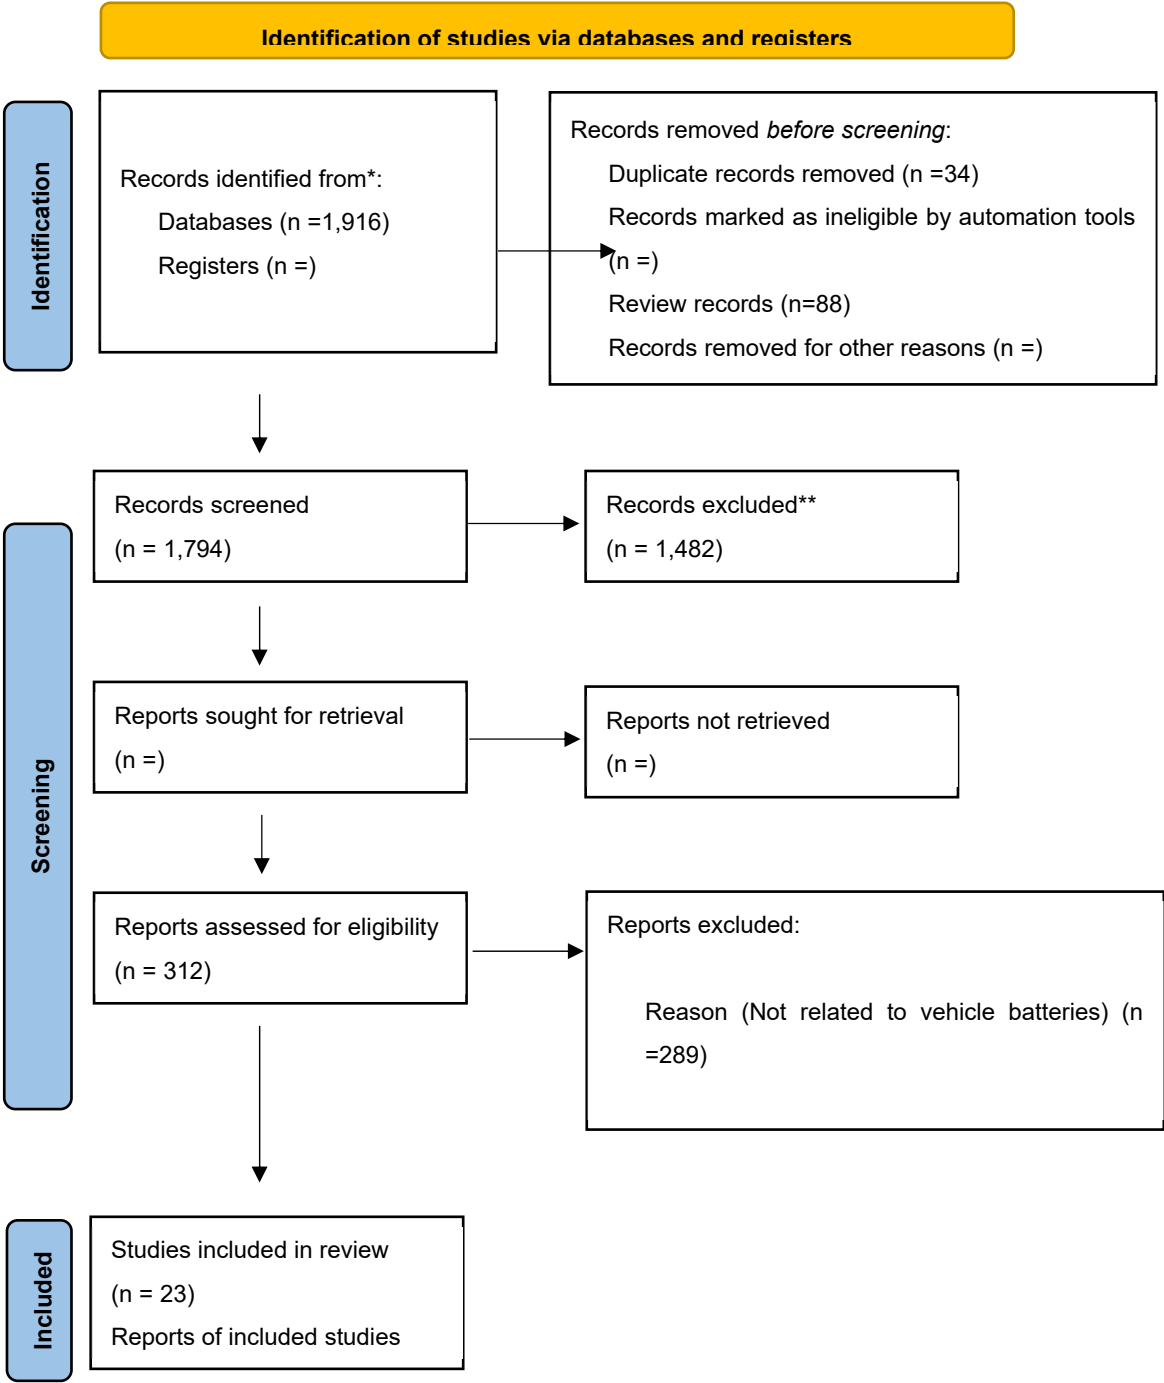 Identification of studies via databases and registers
Identification
Records identified from*:
Databases (n =1,916)
Registers (n =)
Records removed before screening:
Duplicate records removed (n =34)
Records marked as ineligible by automation tools
(n =)
Review records (n=88)
Records removed for other reasons (n =)
Screening
Records screened
(n = 1,794)
Records excluded**
(n = 1,482)
Reports sought for retrieval
(n =)
Reports not retrieved
(n =)
Reports assessed for eligibility
(n = 312)
Reports excluded:
Reason (Not related to vehicle batteries) (n
=289)
Included
Studies included in review
(n = 23)
Reports of included studies